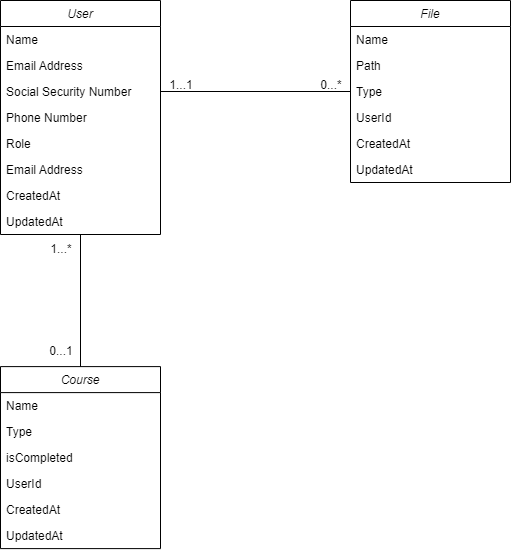 User
Name
Email Address
Social Security Number
Phone Number
Role
Email Address
CreatedAt
UpdatedAt
1...1
0...*
File
Name
Path
Type
UserId
CreatedAt
UpdatedAt
1...*
0...1
Course
Name
Type
isCompleted
UserId
CreatedAt
UpdatedAt